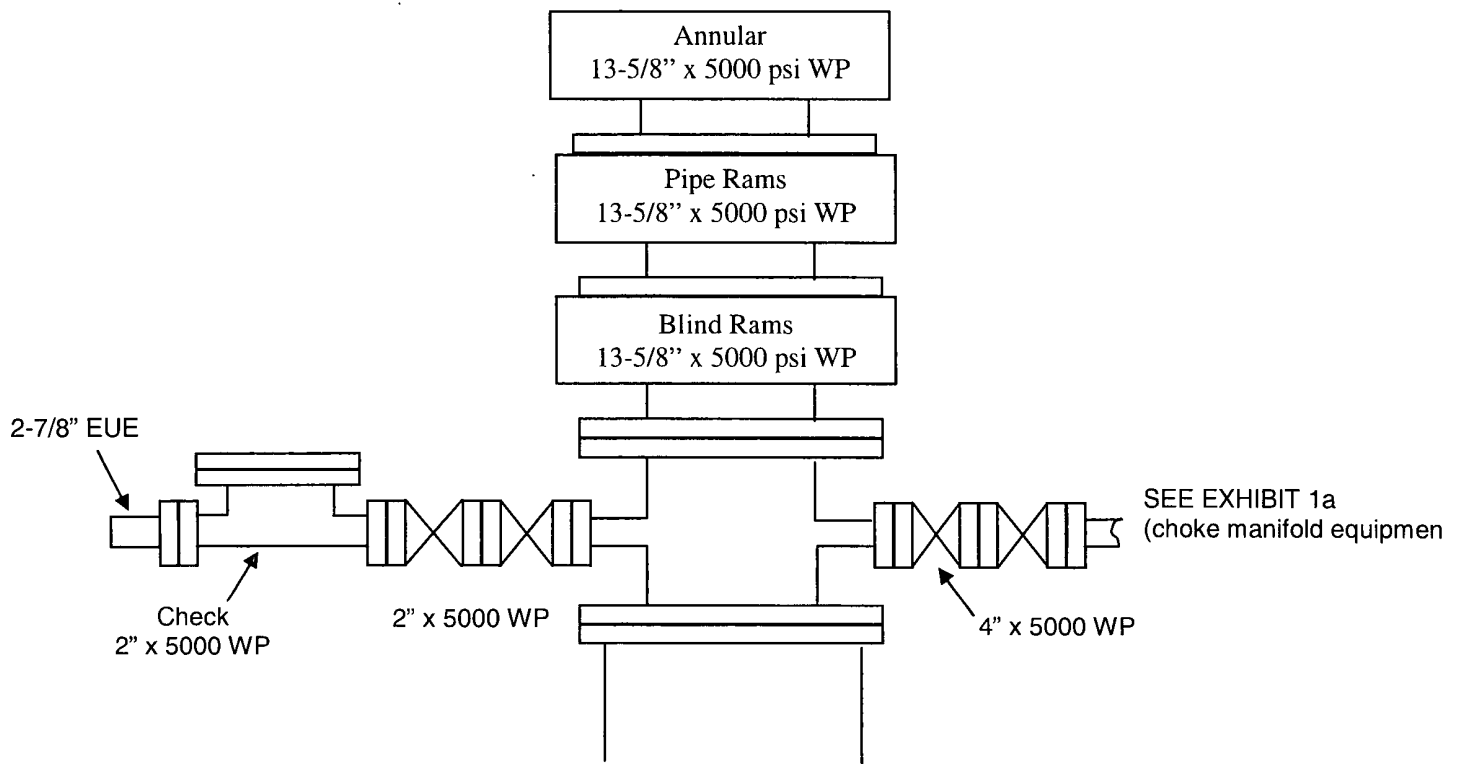 Annular
13-5/8” x 5000 psi WP
Pipe Rams
13-5/8” x 5000 psi WP
Blind Rams
13-5/8” x 5000 psi WP
2-7/8” EUE
SEE EXHIBIT 1a
(choke manifold equipmen
Check
2” x 5000 WP
2” x 5000 WP
4” x 5000 WP